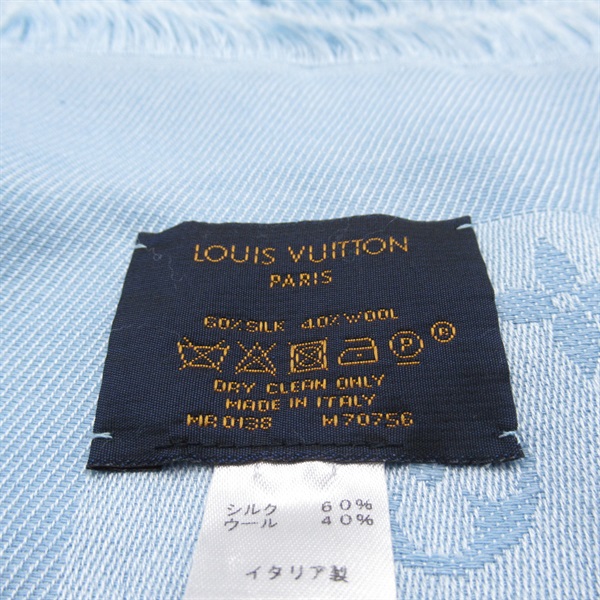 LOUIS VUITTON
PARIS
60% SILK 40% WOOL
P ®
DRY CLEAN ONLY
MADE IN ITALY
MR0138 M70756
シルク 60%
ウール 40%
イタリア製